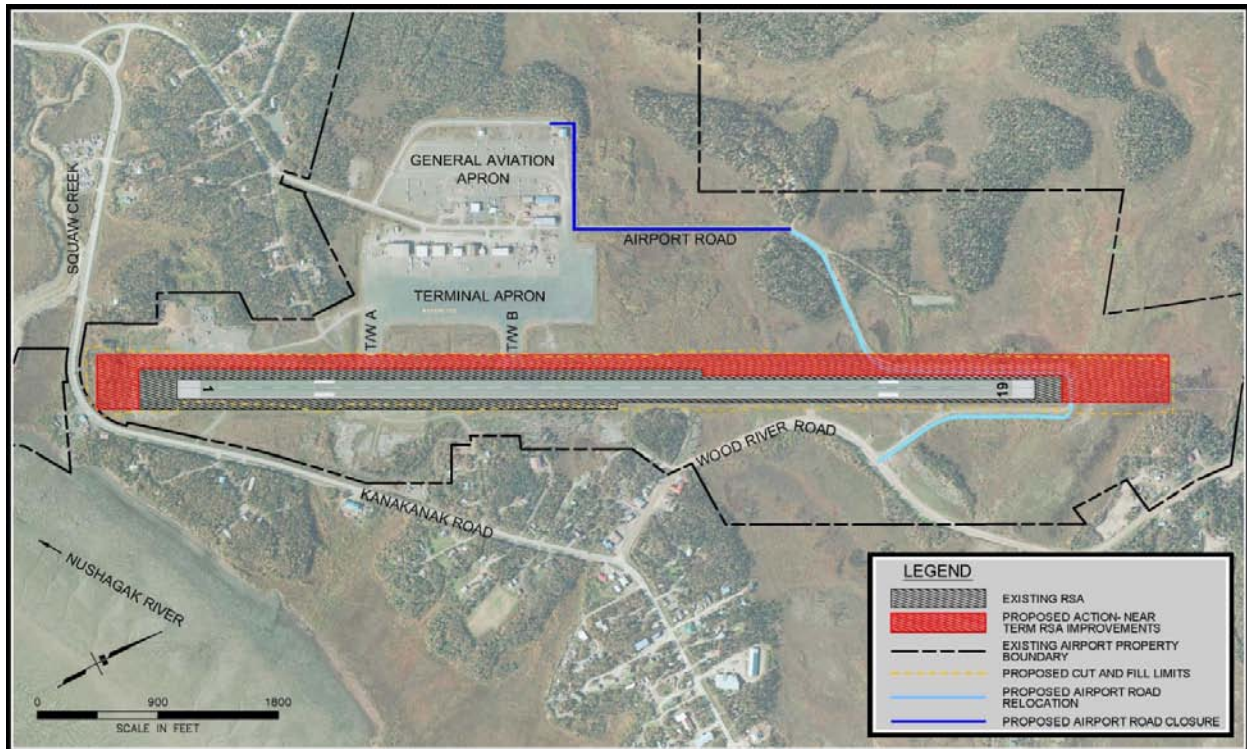 GENERAL AVIATION
APRON
SQUAW CREEK
AIRPORT ROAD
TERMINAL APRON
T/W A
T/W B
1
19
WOOD RIVER ROAD
KANAKANAK ROAD
NUSHAGAK RIVER
0 900 1800
SCALE IN FEET
LEGEND
EXISTING RSA
PROPOSED ACTION- NEAR
TERM RSA IMPROVEMENTS
EXISTING AIRPORT PROPERTY
BOUNDARY
PROPOSED CUT AND FILL LIMITS
PROPOSED AIRPORT ROAD
RELOCATION
PROPOSED AIRPORT ROAD CLOSURE